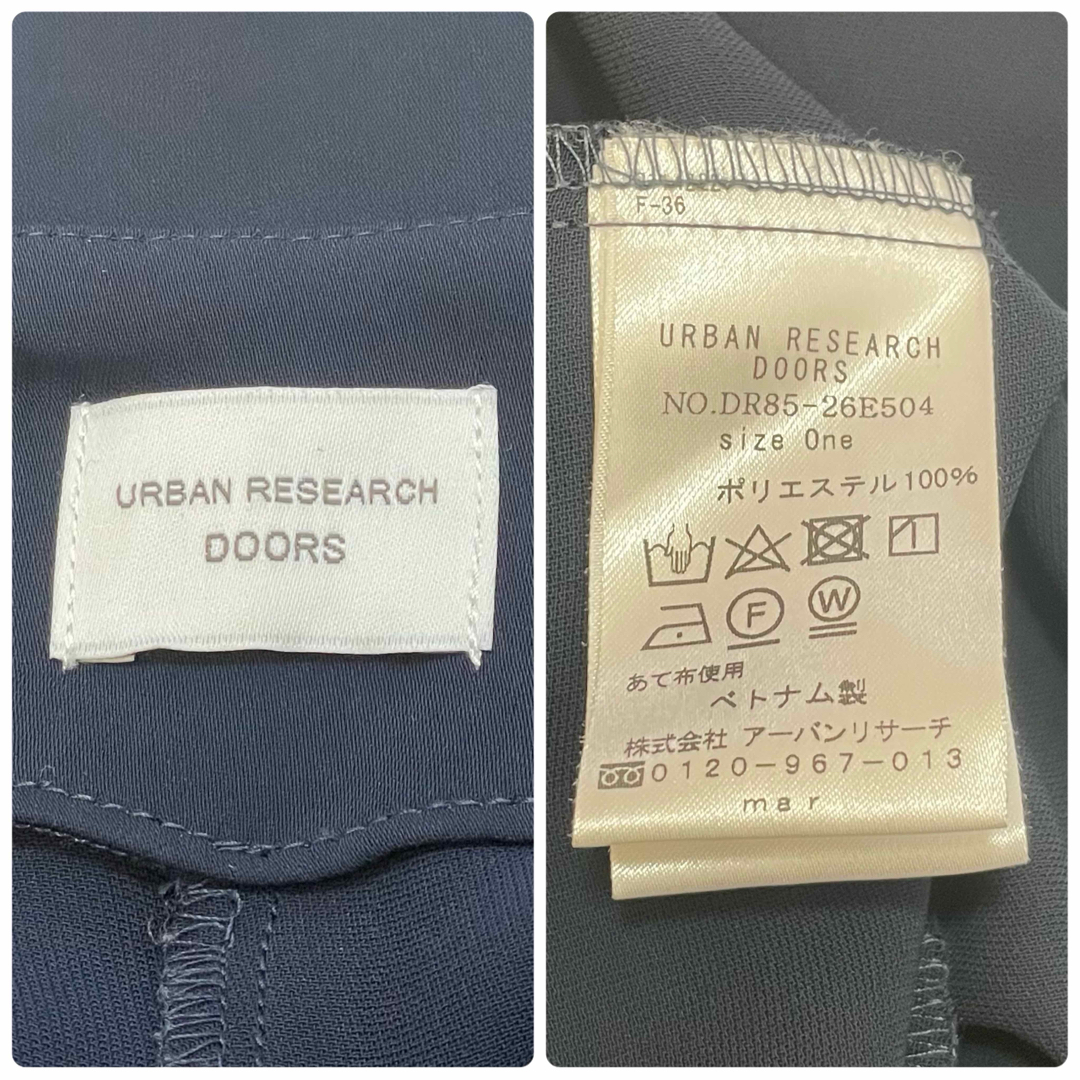 URBAN RESEARCH
DOORS
F-36
URBAN RESEARCH
DOORS
NO.DR85-26E504
size One
ポリエステル100%
F
W
あて布使用
ベトナム製
株式会社 アーバンリサーチ
0120-967-013
mar